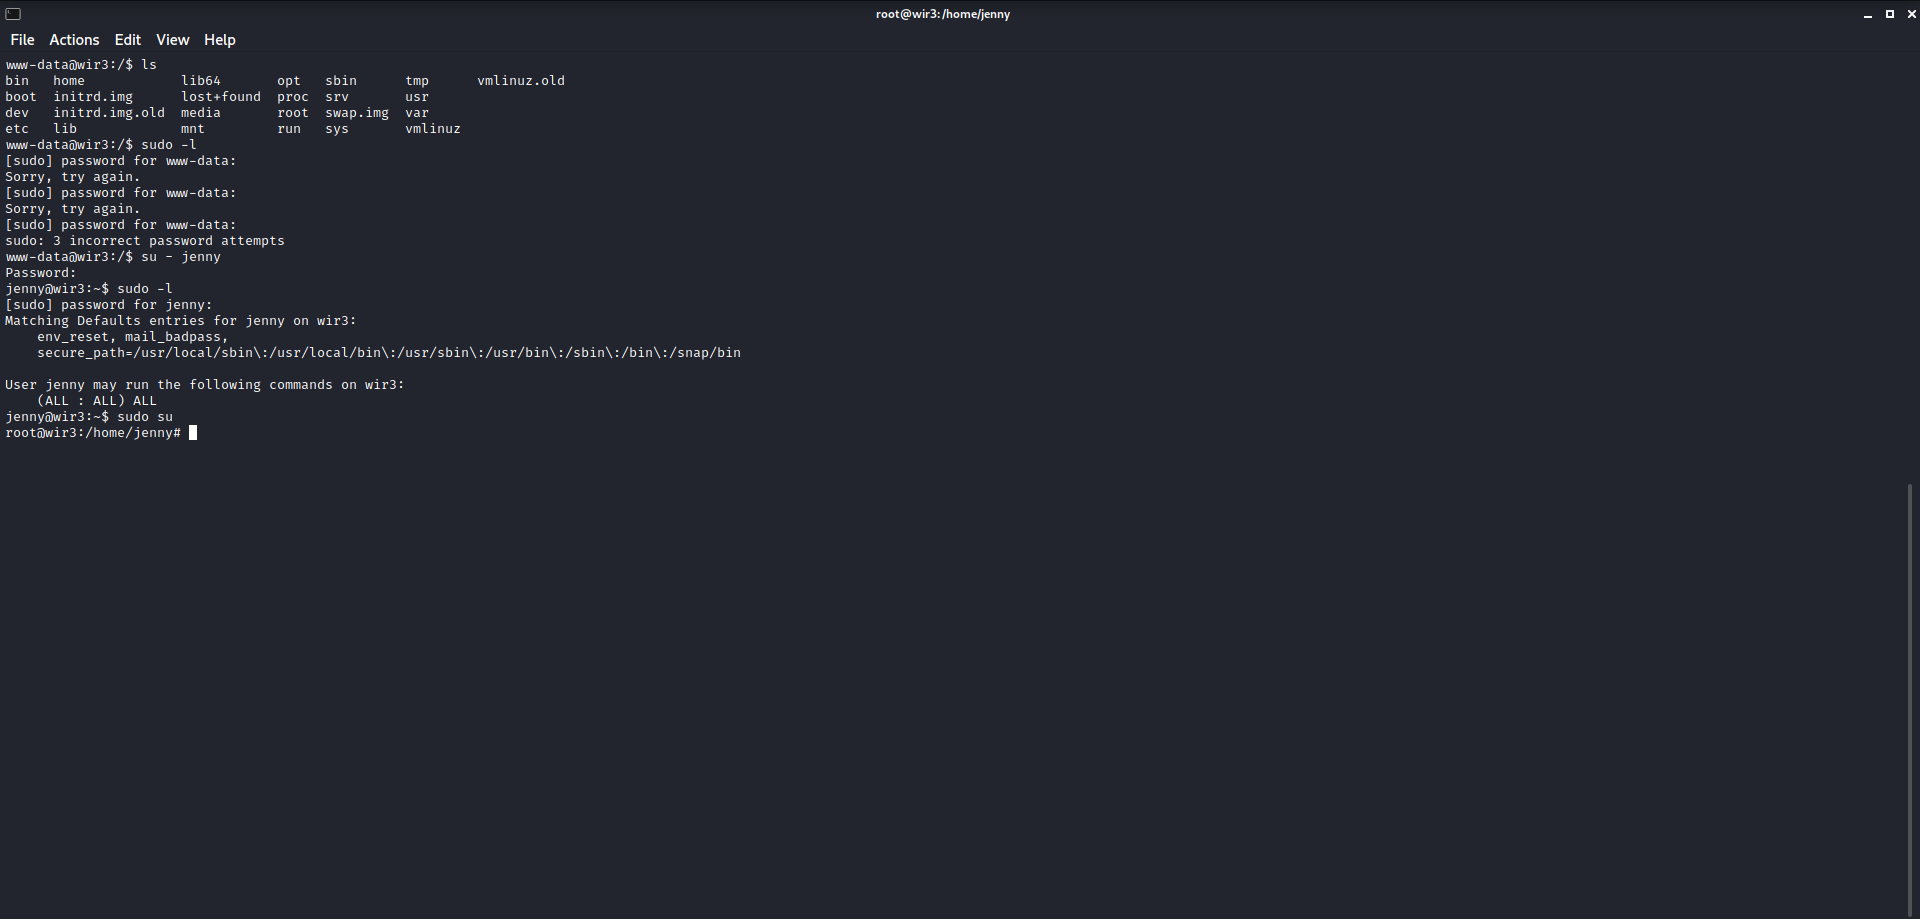 root@wir3:/home/jenny
File Actions Edit View Help
www-data@wir3:/$ ls
bin   home            lib64       opt   sbin      tmp      vmlinuz.old
boot  initrd.img      lost+found  proc  srv       usr
dev   initrd.img.old  media       root  swap.img  var
etc   lib             mnt         run   sys       vmlinuz
www-data@wir3:/$ sudo -l
[sudo] password for www-data:
Sorry, try again.
[sudo] password for www-data:
Sorry, try again.
[sudo] password for www-data:
sudo: 3 incorrect password attempts
www-data@wir3:/$ su - jenny
Password:
jenny@wir3:~$ sudo -l
[sudo] password for jenny:
Matching Defaults entries for jenny on wir3:
    env_reset, mail_badpass,
    secure_path=/usr/local/sbin\:/usr/local/bin\:/usr/sbin\:/usr/bin\:/sbin\:/bin\:/snap/bin
User jenny may run the following commands on wir3:
    (ALL : ALL) ALL
jenny@wir3:~$ sudo su
root@wir3:/home/jenny#